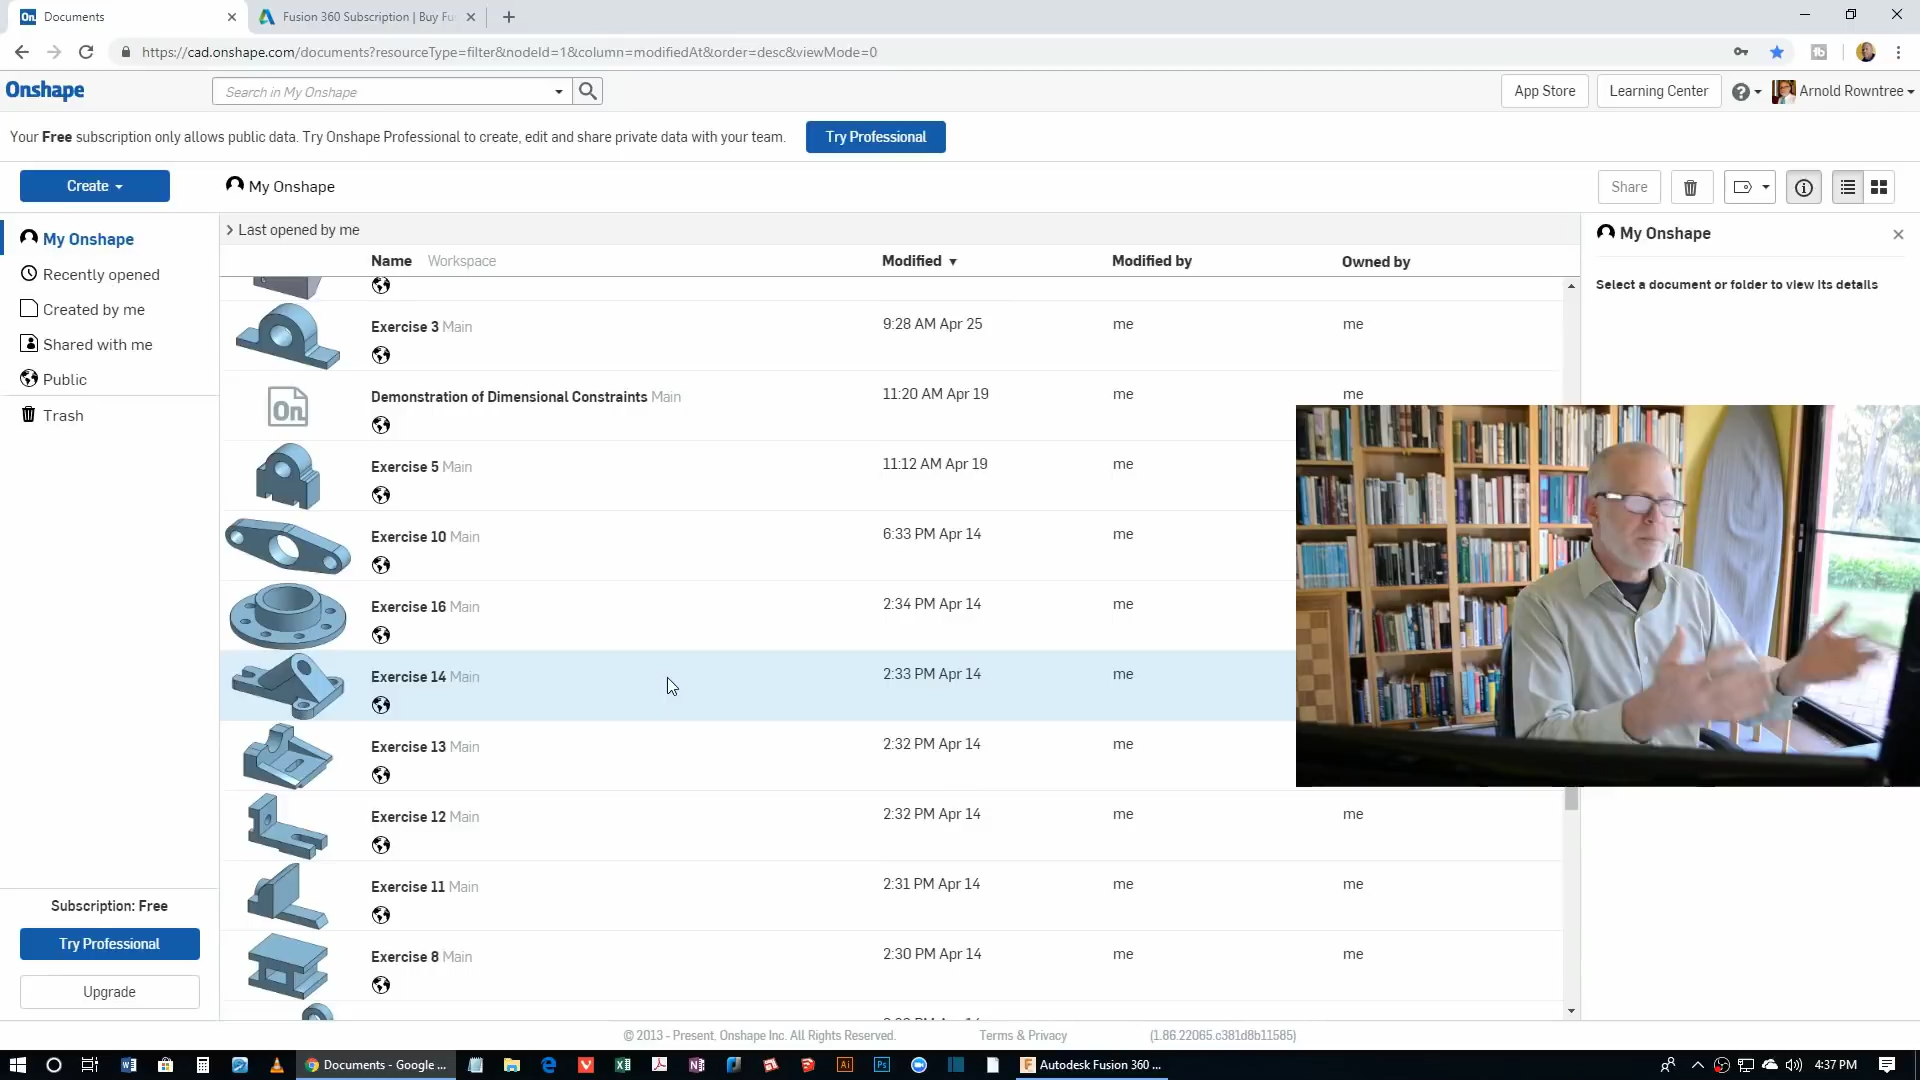 Documents
Fusion 360 Subscription | Buy Fu
https://cad.onshape.com/documents?resourceType=filter&nodeId=1&column=modifiedAt&order=desc&viewMode=0
Onshape
Search in My Onshape
App Store
Learning Center
Arnold Rowntree
Your Free subscription only allows public data. Try Onshape Professional to create, edit and share private data with your team.
Try Professional
Create
My Onshape
Share
My Onshape
Recently opened
Created by me
Shared with me
Public
Trash
Last opened by me
Name Workspace Modified Modified by Owned by
Exercise 3 Main 9:28 AM Apr 25 me me
Demonstration of Dimensional Constraints Main 11:20 AM Apr 19 me me
Exercise 5 Main 11:12 AM Apr 19 me
Exercise 10 Main 6:33 PM Apr 14 me
Exercise 16 Main 2:34 PM Apr 14 me
Exercise 14 Main 2:33 PM Apr 14 me
Exercise 13 Main 2:32 PM Apr 14 me
Exercise 12 Main 2:32 PM Apr 14 me me
Exercise 11 Main 2:31 PM Apr 14 me me
Exercise 8 Main 2:30 PM Apr 14 me me
My Onshape
Select a document or folder to view its details
Subscription: Free
Try Professional
Upgrade
© 2013 - Present, Onshape Inc. All Rights Reserved. Terms & Privacy (1.86.22065.c381d8b11585)
Documents - Google ...
Autodesk Fusion 360 ...
4:37 PM